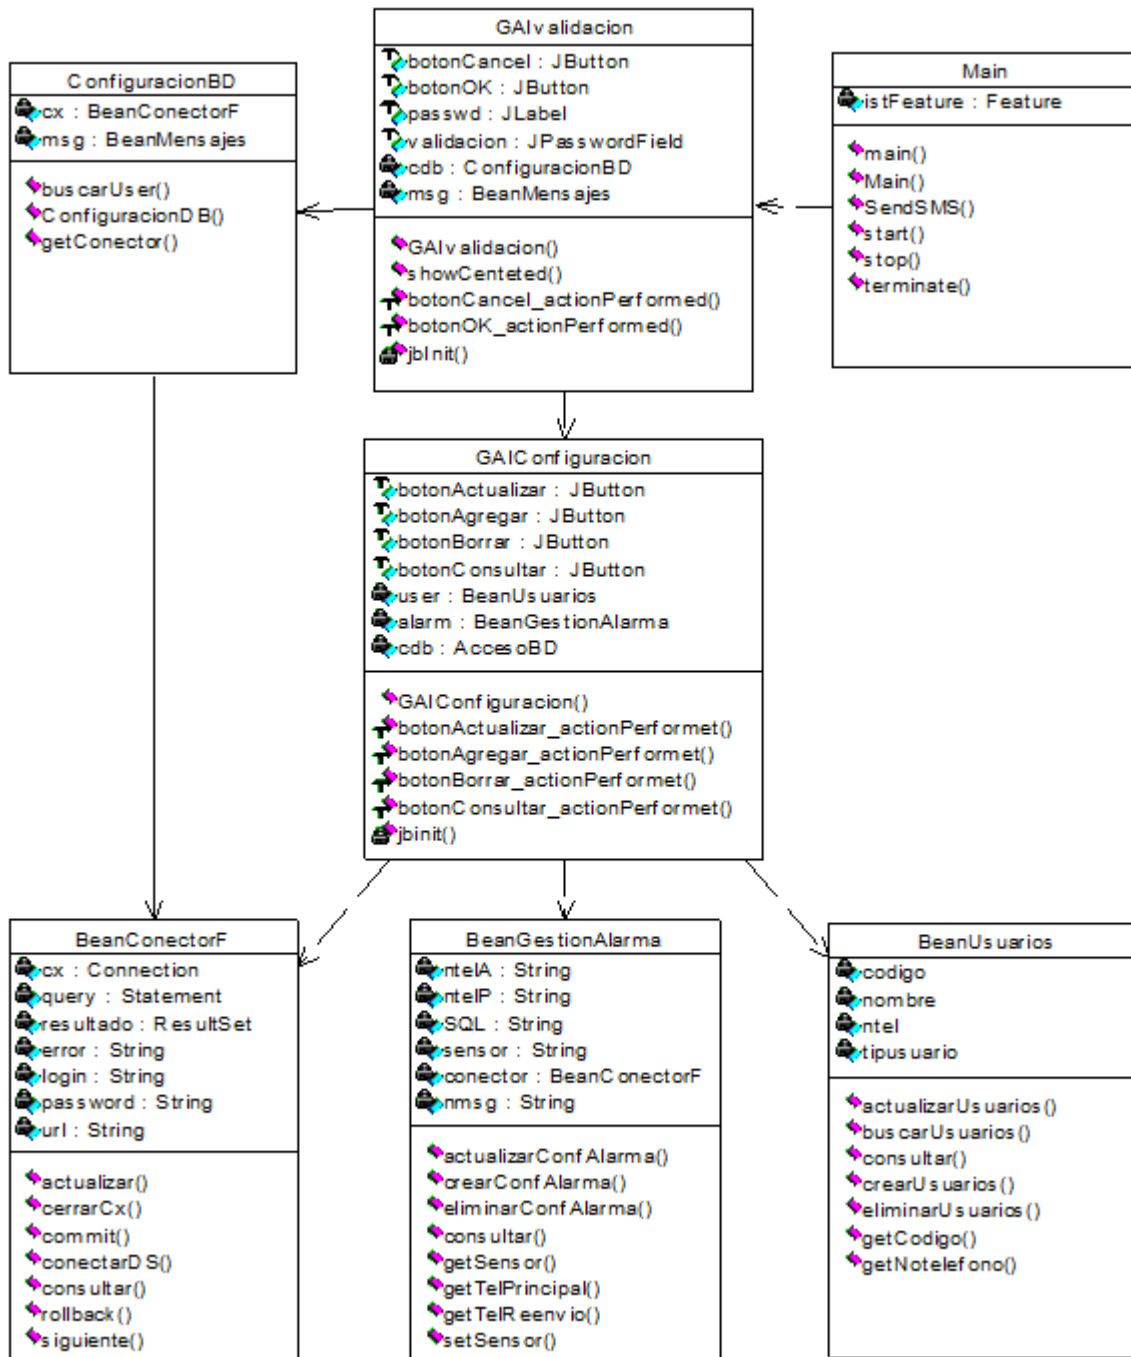 GAIvalidacion
botonCancel : JButton
botonOK : JButton
passwd : JLabel
validacion : JPasswordField
cdb : ConfiguracionBD
msg : BeanMensajes
GAIvalidacion()
showCenteted()
botonCancel_actionPerformed()
botonOK_actionPerformed()
jbInit()
ConfiguracionBD
cx : BeanConectorF
msg : BeanMensajes
buscarUser()
ConfiguracionDB()
getConector()
Main
istFeature : Feature
main()
Main()
SendSMS()
start()
stop()
terminate()
GAIConfiguracion
botonActualizar : JButton
botonAgregar : JButton
botonBorrar : JButton
botonConsultar : JButton
user : BeanUsuarios
alarm : BeanGestionAlarma
cdb : AccesoBD
GAIConfiguracion()
botonActualizar_actionPerformet()
botonAgregar_actionPerformet()
botonBorrar_actionPerformet()
botonConsultar_actionPerformet()
jbinit()
BeanConectorF
cx : Connection
query : Statement
resultado : ResultSet
error : String
login : String
password : String
url : String
actualizar()
cerrarCx()
commit()
conectarDS()
consultar()
rollback()
siguiente()
BeanGestionAlarma
ntelA : String
ntelP : String
SQL : String
sensor : String
conector : BeanConectorF
nmsg : String
actualizarConfAlarma()
crearConfAlarma()
eliminarConfAlarma()
consultar()
getSensor()
getTelPrincipal()
getTelReenvio()
setSensor()
BeanUsuarios
codigo
nombre
ntel
tipusuario
actualizarUsuarios()
buscarUsuarios()
consultar()
crearUsuarios()
eliminarUsuarios()
getCodigo()
getNotelefono()